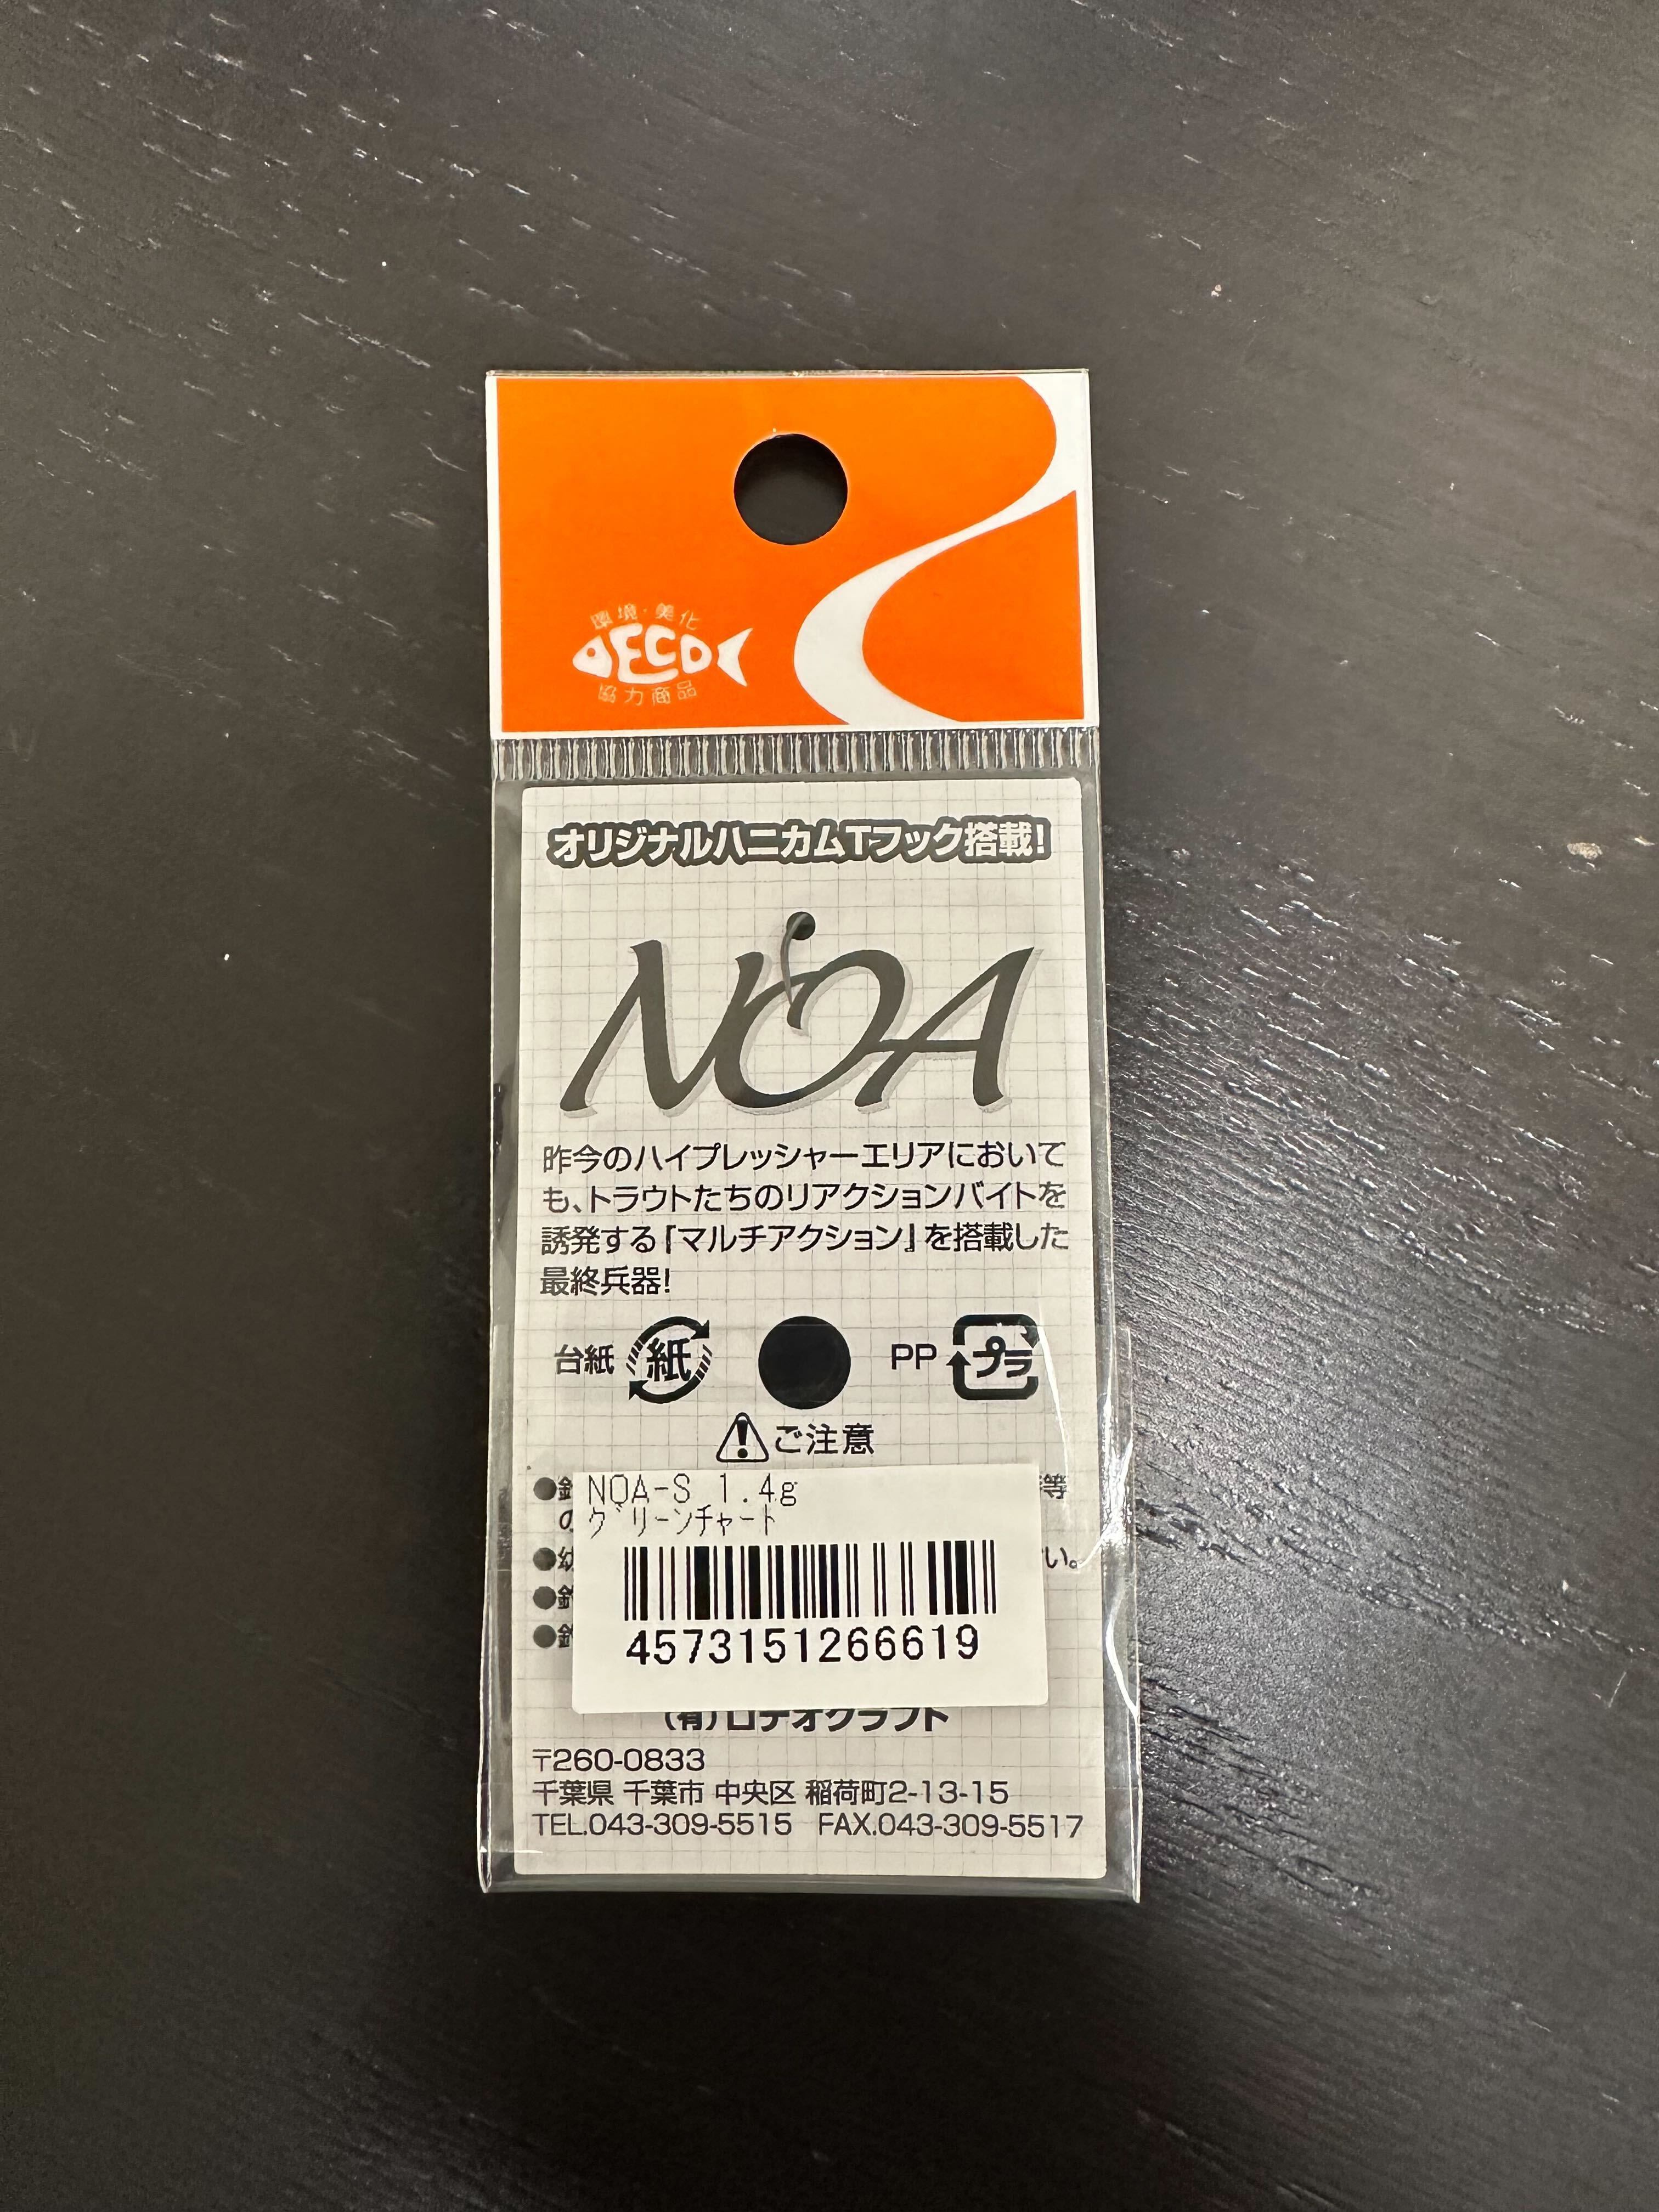 環境・美化
ECO
協力商品
オリジナルハニカムTフック搭載!
NOA
昨今のハイプレッシャーエリアにおいて
も、トラウトたちのリアクションバイトを
誘発する『マルチアクション』を搭載した
最終兵器!
台紙 紙 PP プラ
ご注意
等
の
●幼 い。
NOA-S 1.4g
グリーンチャート
4573151266619
(有)ロデオクラフト
〒260-0833
千葉県 千葉市 中央区 稲荷町2-13-15
TEL.043-309-5515 FAX.043-309-5517